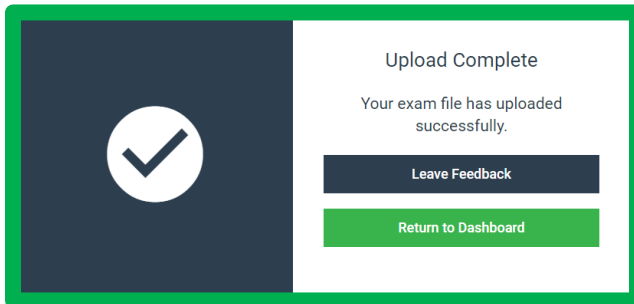 Upload Complete
Your exam file has uploaded
successfully.
Leave Feedback
Return to Dashboard